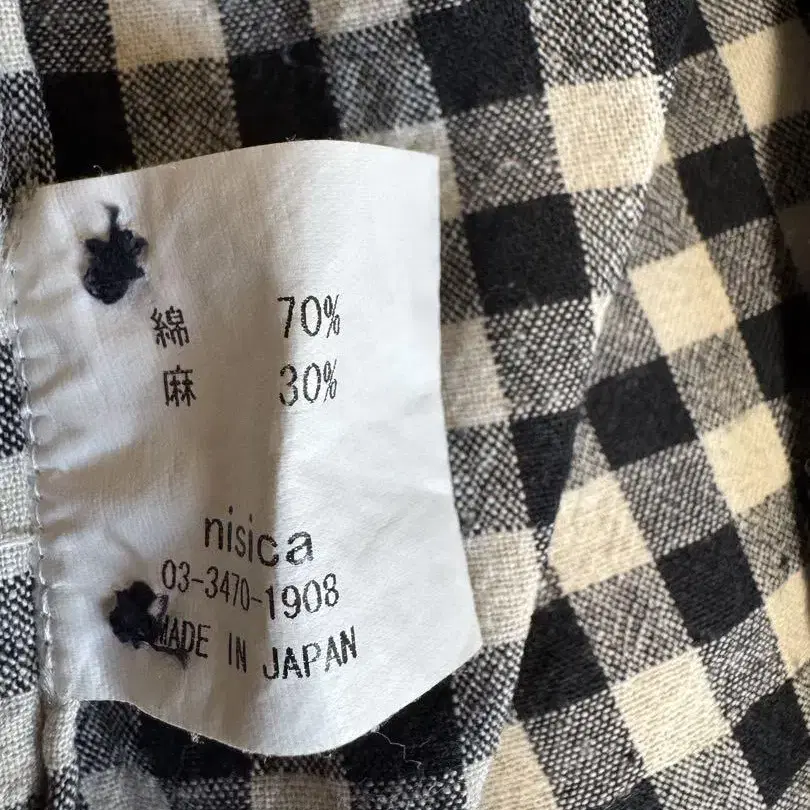 綿 70%
麻 30%
nisica
03-3470-1908
MADE IN JAPAN